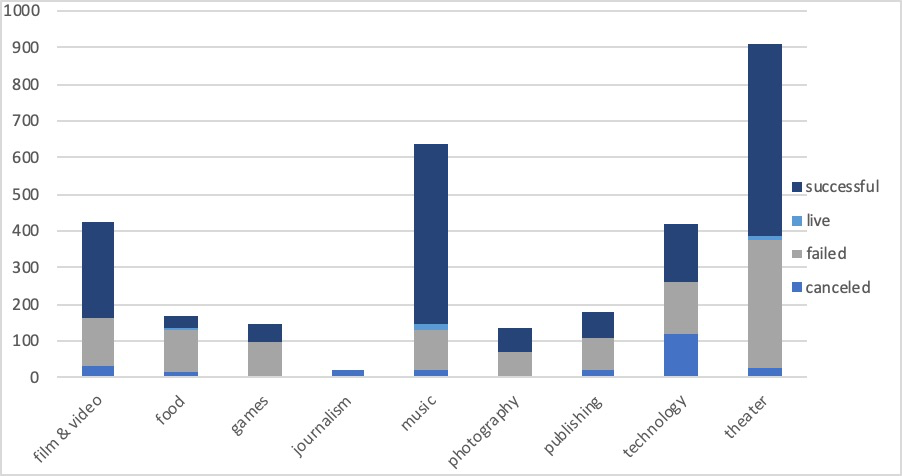 1000
900
800
700
600
500
400
300
200
100
0
film & video
food
games
journalism
music
photography
publishing
technology
theater
successful
live
failed
canceled